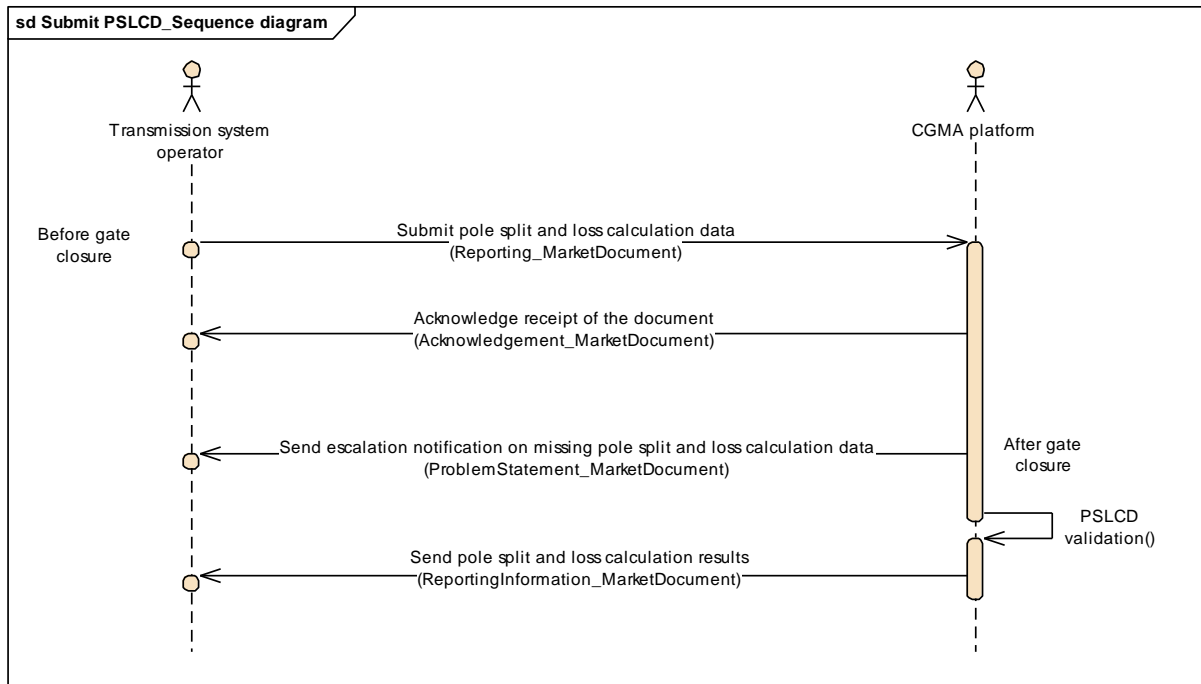 sd Submit PSLCD_Sequence diagram
Transmission system
operator
CGMA platform
Before gate
closure
Submit pole split and loss calculation data
(Reporting_MarketDocument)
Acknowledge receipt of the document
(Acknowledgement_MarketDocument)
Send escalation notification on missing pole split and loss calculation data
(ProblemStatement_MarketDocument)
After gate
closure
PSLCD
validation()
Send pole split and loss calculation results
(ReportingInformation_MarketDocument)